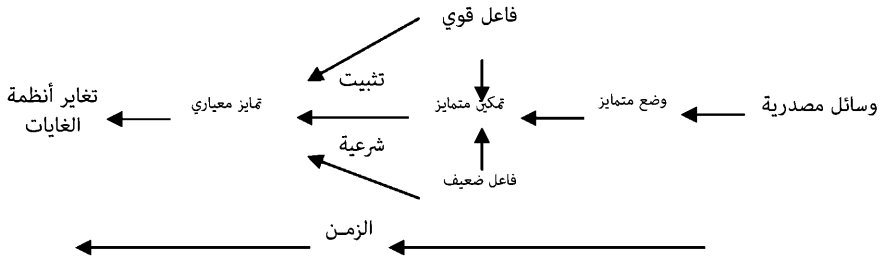 فاعل قوي
تثبيت
وسائل مصدرية
وضع متمايز
تمكين متمايز
تمايز معياري
تغاير أنظمة
الغايات
شرعية
فاعل ضعيف
الزمـن